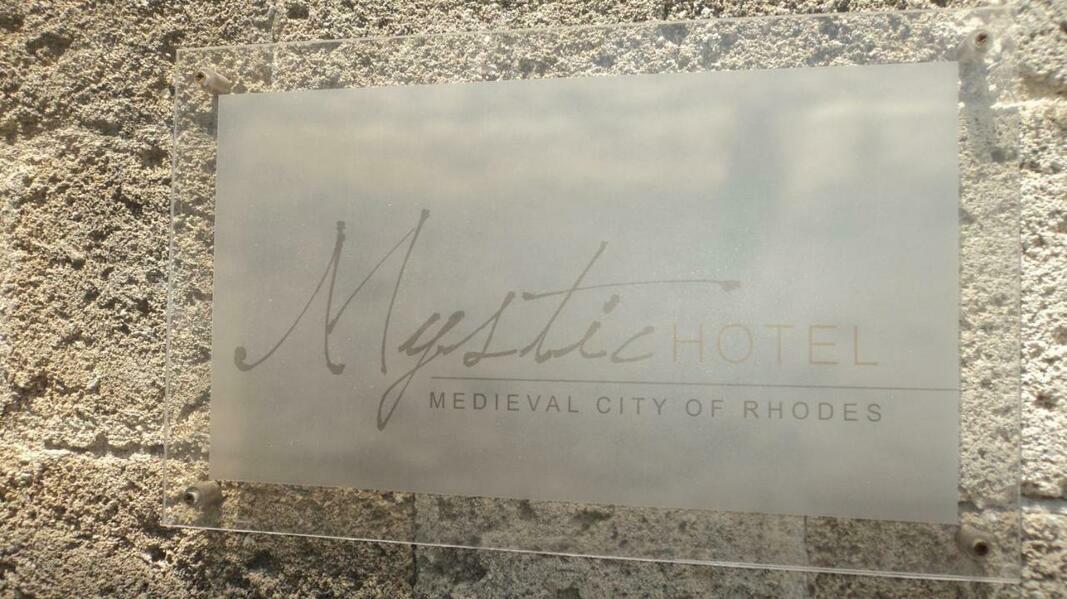 Mystic HOTEL
MEDIEVAL CITY OF RHODES